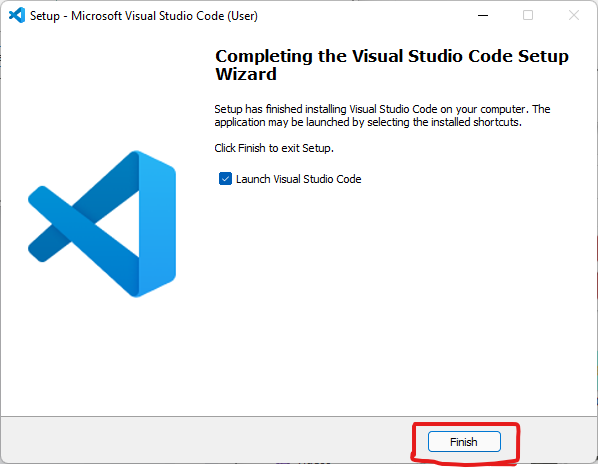 Setup - Microsoft Visual Studio Code (User)
Completing the Visual Studio Code Setup
Wizard
Setup has finished installing Visual Studio Code on your computer. The
application may be launched by selecting the installed shortcuts.
Click Finish to exit Setup.
Launch Visual Studio Code
Finish